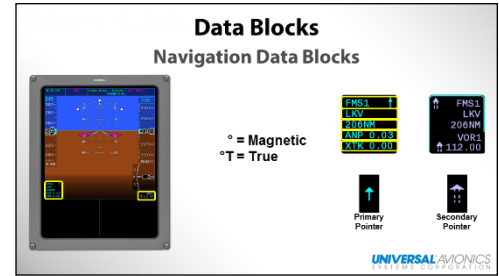 Data Blocks
Navigation Data Blocks
° = Magnetic
°T = True
FMS1
LKV
206NM
ANP 0.03
XTK 0.00
FMS1
LKV
206NM
VOR1
112.00
Primary
Pointer
Secondary
Pointer
UNIVERSAL AVIONICS
SYSTEMS CORPORATION